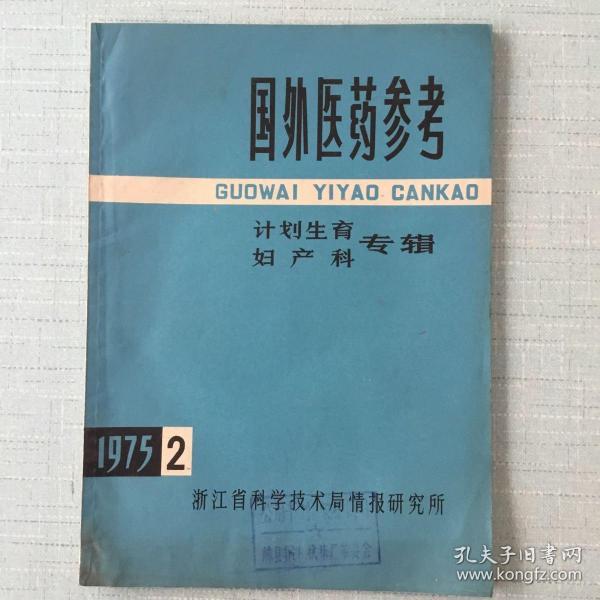 国外医药参考
GUOWAI YIYAO CANKAO
计划生育
妇产科
专辑
1975 2
浙江省科学技术局情报研究所
孔夫子旧书网
www.kongfz.com